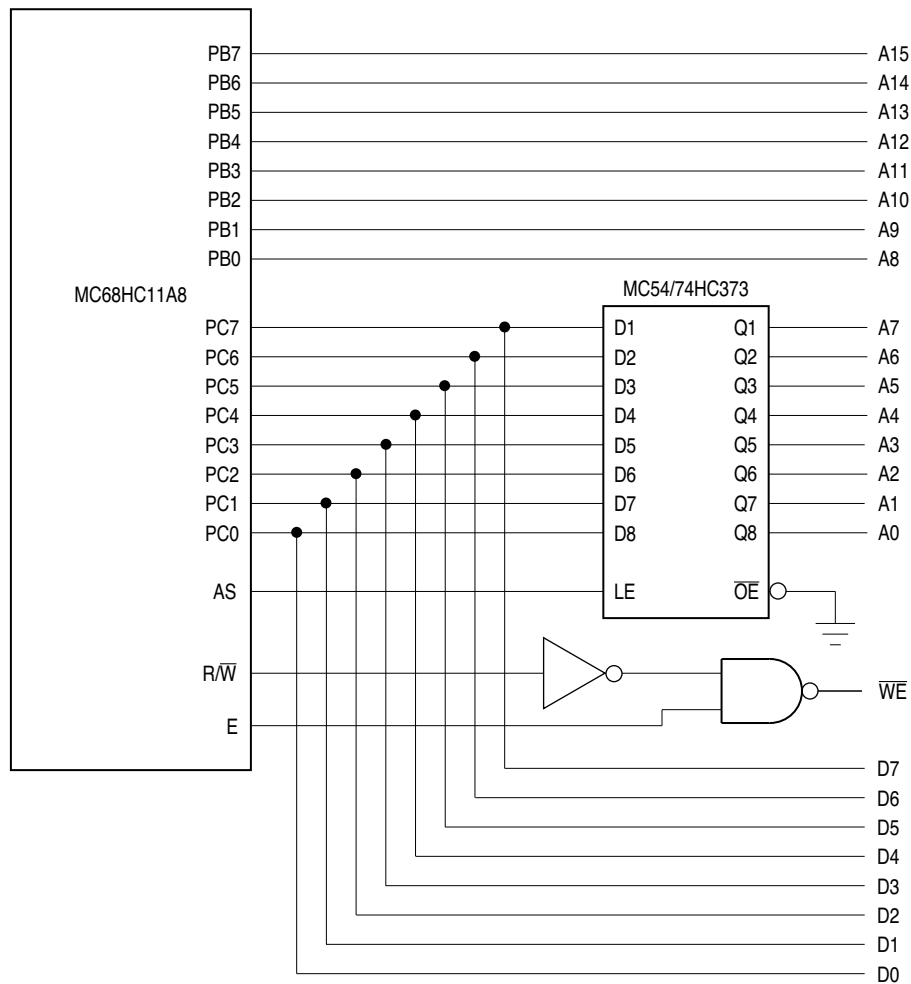 PB7 A15
PB6 A14
PB5 A13
PB4 A12
PB3 A11
PB2 A10
PB1 A9
PB0 A8
MC68HC11A8 MC54/74HC373
PC7 D1 Q1 A7
PC6 D2 Q2 A6
PC5 D3 Q3 A5
PC4 D4 Q4 A4
PC3 D5 Q5 A3
PC2 D6 Q6 A2
PC1 D7 Q7 A1
PC0 D8 Q8 A0
AS LE O̅E̅
R/W̅
W̅E̅
E
D7
D6
D5
D4
D3
D2
D1
D0